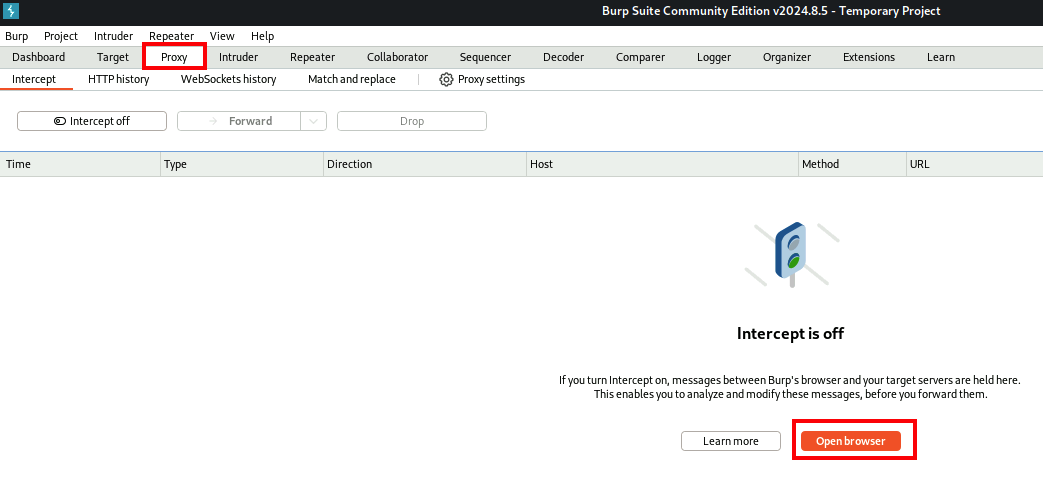 Burp Suite Community Edition v2024.8.5 - Temporary Project
Burp Project Intruder Repeater View Help
Dashboard Target Proxy Intruder Repeater Collaborator Sequencer Decoder Comparer Logger Organizer Extensions Learn
Intercept HTTP history WebSockets history Match and replace Proxy settings
Intercept off Forward Drop
Time Type Direction Host Method URL
Intercept is off
If you turn Intercept on, messages between Burp's browser and your target servers are held here.
This enables you to analyze and modify these messages, before you forward them.
Learn more Open browser